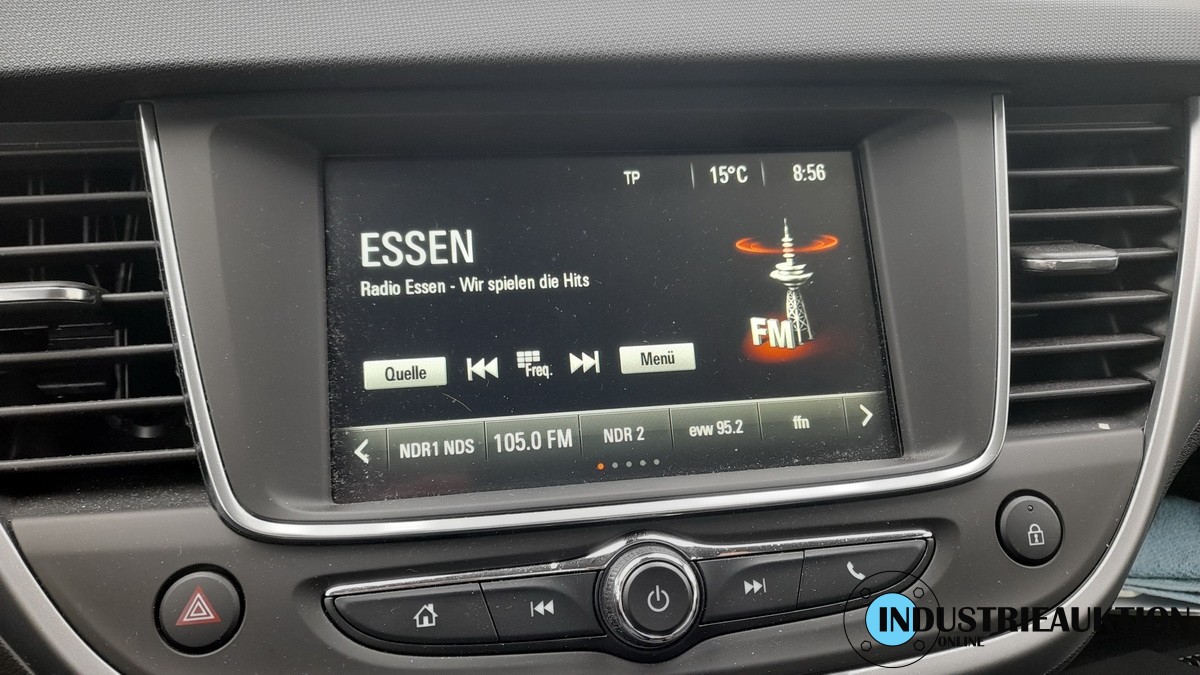 TP 15°C 8:56
ESSEN
Radio Essen - Wir spielen die Hits
FM
Quelle Freq. Menü
NDR1 NDS 105.0 FM NDR 2 evw 95.2 ffn
INDUSTRIEAUKTION
ONLINE